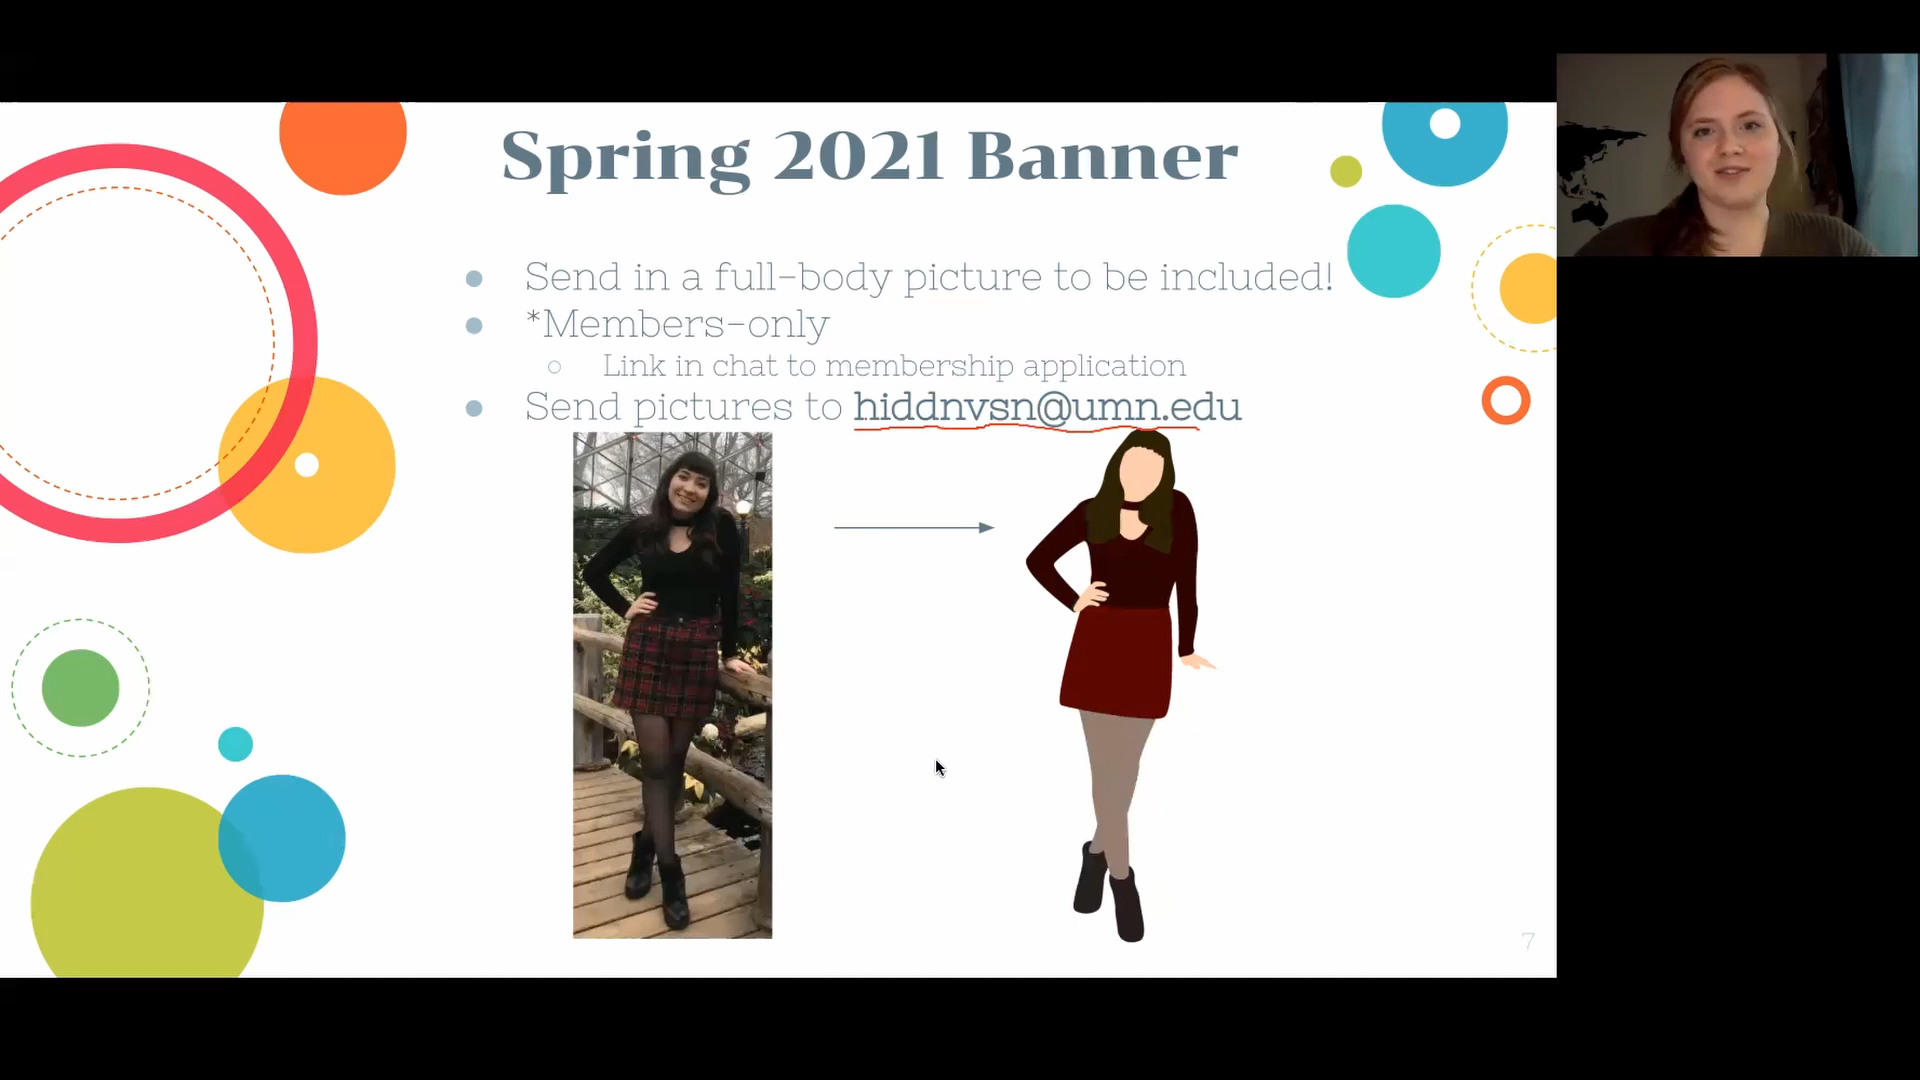 Spring 2021 Banner
Send in a full-body picture to be included!
*Members-only
Link in chat to membership application
Send pictures to hiddnvsn@umn.edu
7